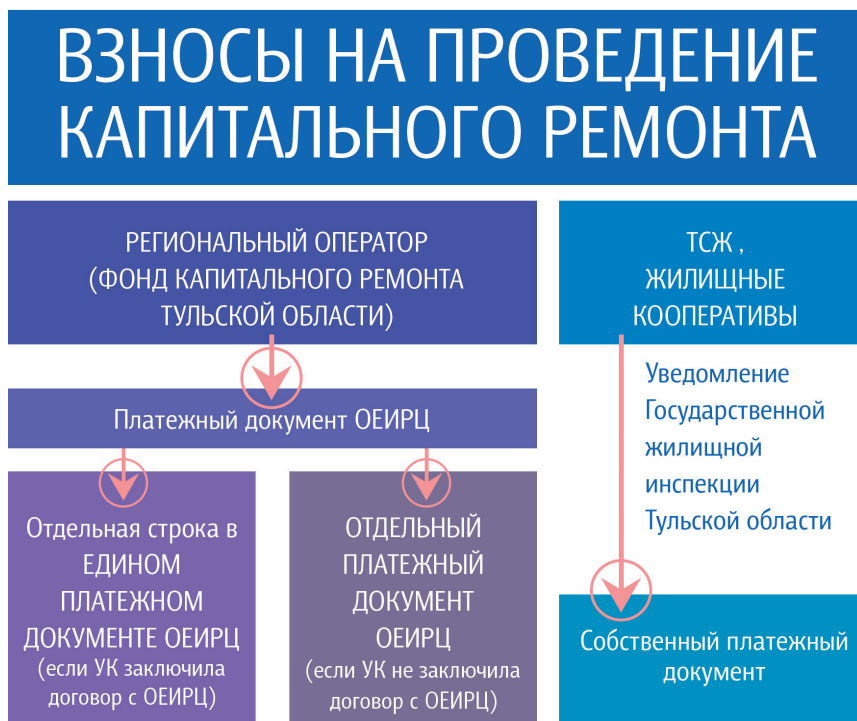 ВЗНОСЫ НА ПРОВЕДЕНИЕ
КАПИТАЛЬНОГО РЕМОНТА
РЕГИОНАЛЬНЫЙ ОПЕРАТОР
(ФОНД КАПИТАЛЬНОГО РЕМОНТА
ТУЛЬСКОЙ ОБЛАСТИ)
Платежный документ ОЕИРЦ
Отдельная строка в
ЕДИНОМ
ПЛАТЕЖНОМ
ДОКУМЕНТЕ ОЕИРЦ
(если УК заключила
договор с ОЕИРЦ)
ОТДЕЛЬНЫЙ
ПЛАТЕЖНЫЙ
ДОКУМЕНТ
ОЕИРЦ
(если УК не заключила
договор с ОЕИРЦ)
ТСЖ ,
ЖИЛИЩНЫЕ
КООПЕРАТИВЫ
Уведомление
Государственной
жилищной
инспекции
Тульской области
Собственный платежный
документ